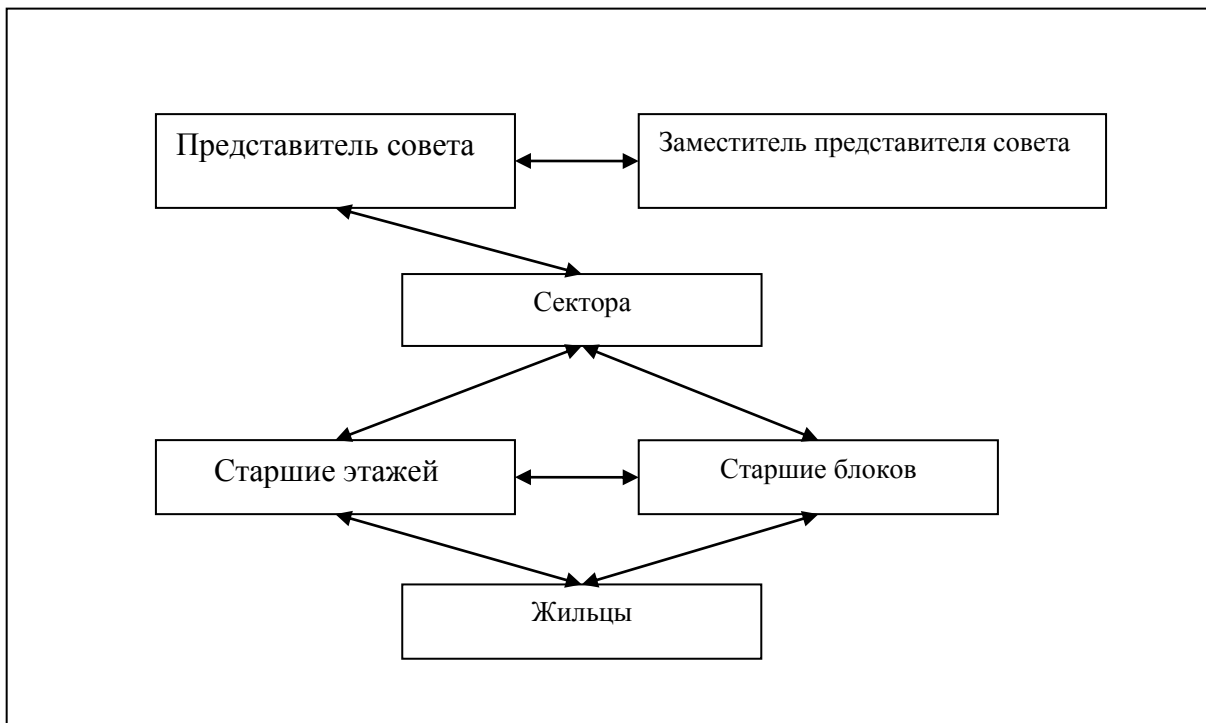 Представитель совета
Заместитель представителя совета
Сектора
Старшие этажей
Старшие блоков
Жильцы